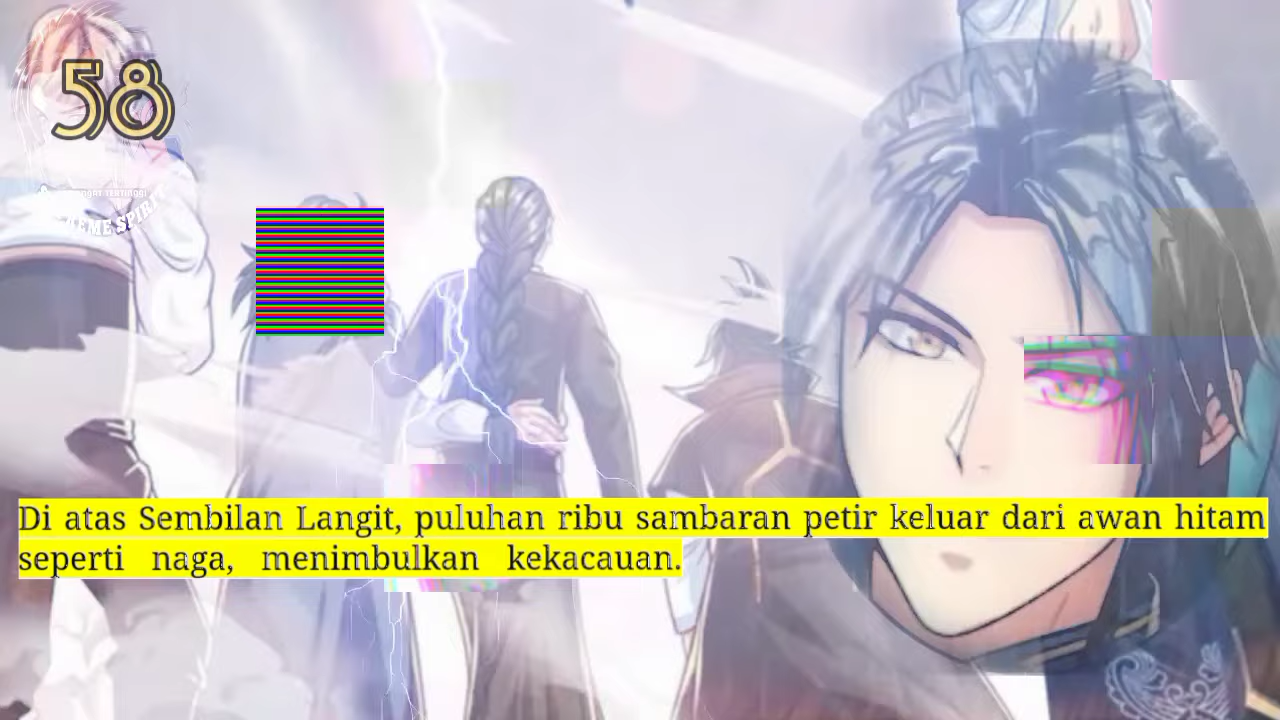 58
Di atas Sembilan Langit, puluhan ribu sambaran petir keluar dari awan hitam
seperti naga, menimbulkan kekacauan.